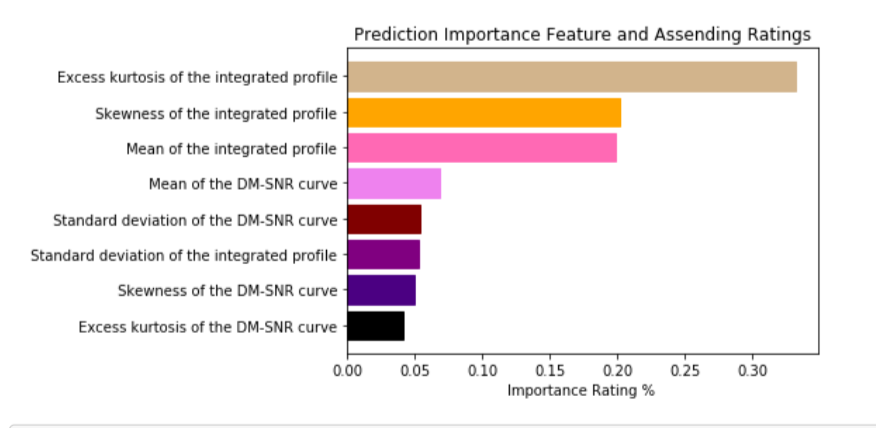 Prediction Importance Feature and Assending Ratings
Excess kurtosis of the integrated profile
Skewness of the integrated profile
Mean of the integrated profile
Mean of the DM-SNR curve
Standard deviation of the DM-SNR curve
Standard deviation of the integrated profile
Skewness of the DM-SNR curve
Excess kurtosis of the DM-SNR curve
0.00 0.05 0.10 0.15 0.20 0.25 0.30
Importance Rating %